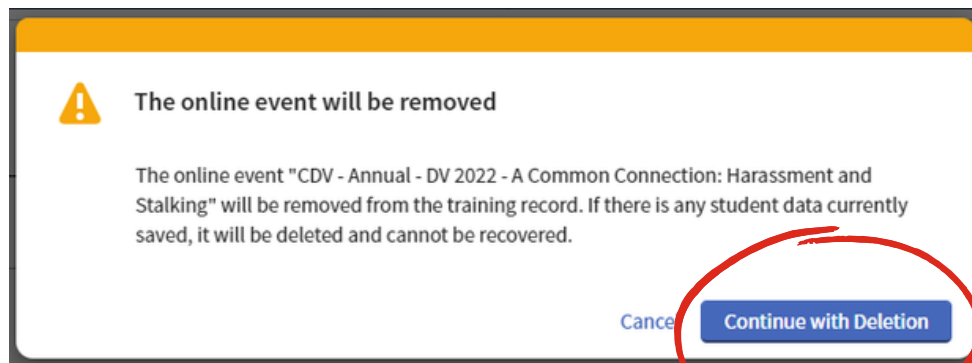 The online event will be removed
The online event "CDV - Annual - DV 2022 - A Common Connection: Harassment and
Stalking" will be removed from the training record. If there is any student data currently
saved, it will be deleted and cannot be recovered.
Cancel Continue with Deletion